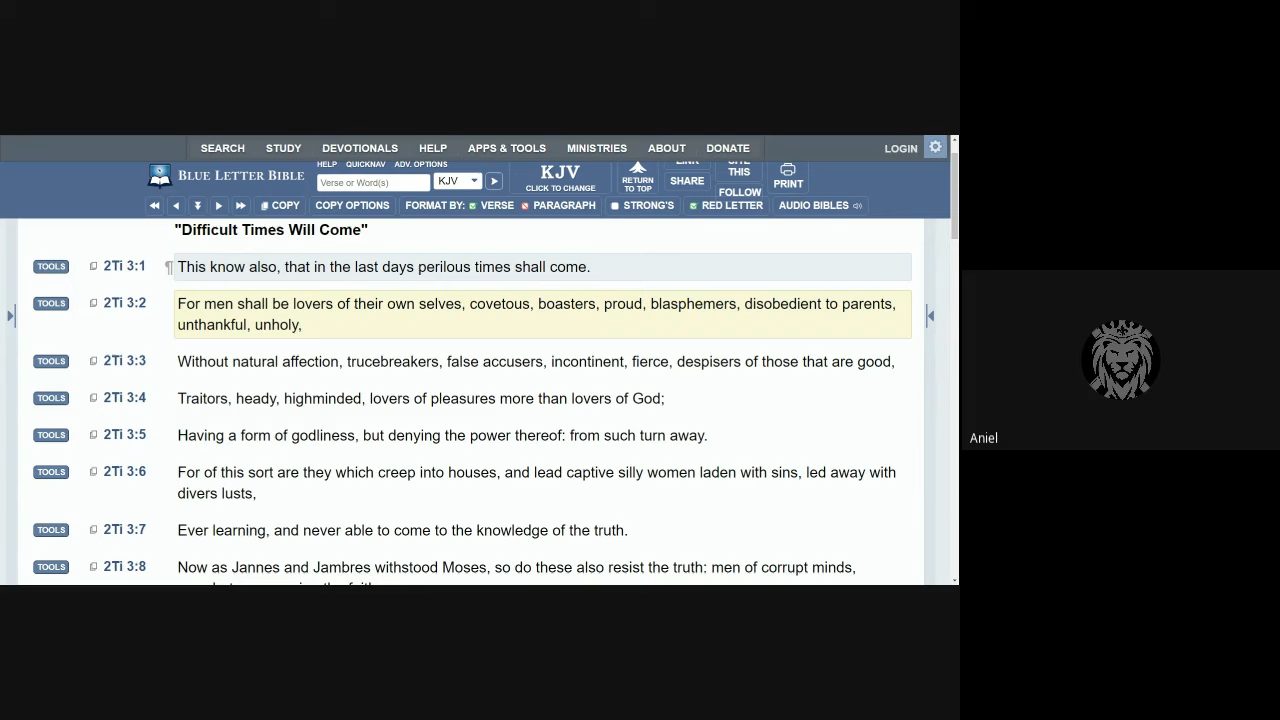 SEARCH STUDY DEVOTIONALS HELP APPS & TOOLS MINISTRIES ABOUT DONATE LOGIN
HELP QUICKNAV ADV. OPTIONS
BLUE LETTER BIBLE Verse or Word(s) KJV
KJV
CLICK TO CHANGE
RETURN
TO TOP
LINK
SHARE
CITE
THIS
FOLLOW
PRINT
COPY COPY OPTIONS FORMAT BY: VERSE PARAGRAPH STRONG'S RED LETTER AUDIO BIBLES
"Difficult Times Will Come"
TOOLS 2Ti 3:1 ¶ This know also, that in the last days perilous times shall come.
TOOLS 2Ti 3:2 For men shall be lovers of their own selves, covetous, boasters, proud, blasphemers, disobedient to parents,
unthankful, unholy,
TOOLS 2Ti 3:3 Without natural affection, trucebreakers, false accusers, incontinent, fierce, despisers of those that are good,
TOOLS 2Ti 3:4 Traitors, heady, highminded, lovers of pleasures more than lovers of God;
TOOLS 2Ti 3:5 Having a form of godliness, but denying the power thereof: from such turn away.
TOOLS 2Ti 3:6 For of this sort are they which creep into houses, and lead captive silly women laden with sins, led away with
divers lusts,
TOOLS 2Ti 3:7 Ever learning, and never able to come to the knowledge of the truth.
TOOLS 2Ti 3:8 Now as Jannes and Jambres withstood Moses, so do these also resist the truth: men of corrupt minds,
Aniel